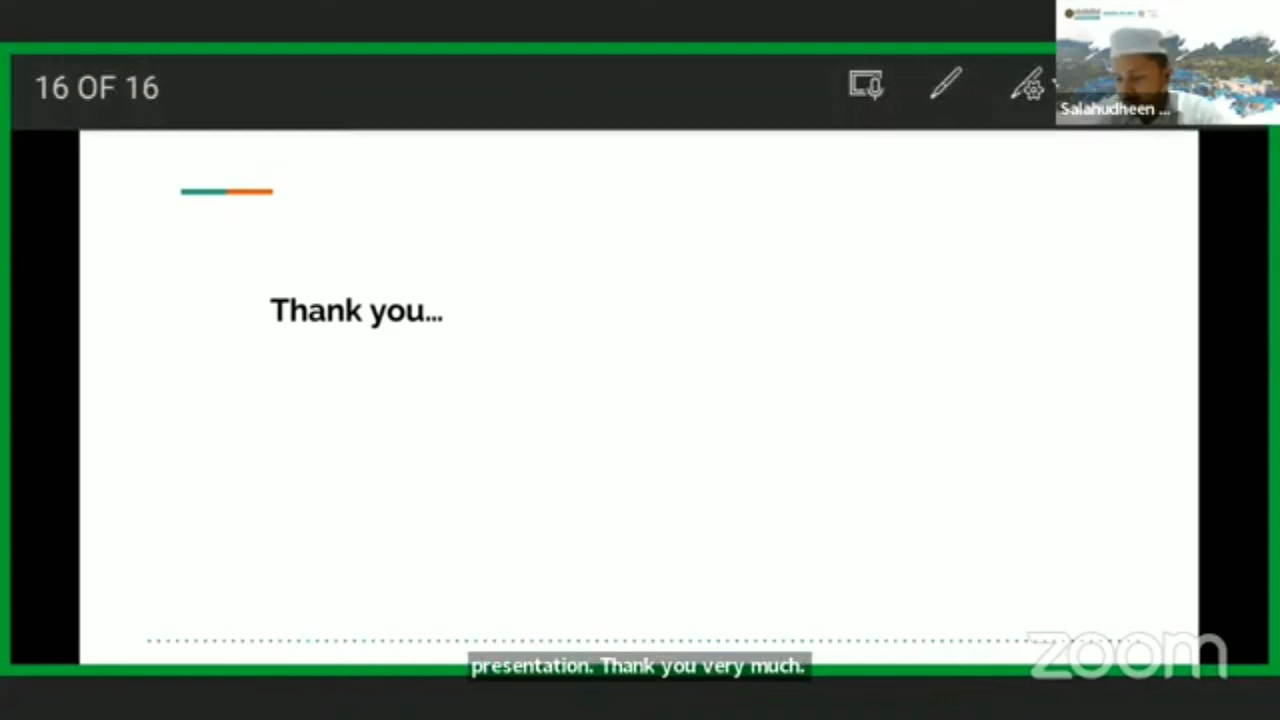 16 OF 16
Salahudheen ...
Thank you...
presentation. Thank you very much.
zoom